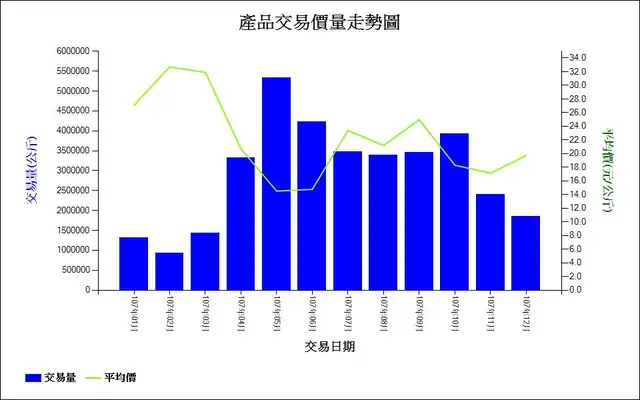 產品交易價量走勢圖
6000000
5500000
5000000
4500000
4000000
3500000
3000000
2500000
2000000
1500000
1000000
500000
0
交易量(公斤)
34.0
32.0
30.0
28.0
26.0
24.0
22.0
20.0
18.0
16.0
14.0
12.0
10.0
8.0
6.0
4.0
2.0
0.0
平均價(元/公斤)
107年01月
107年02月
107年03月
107年04月
107年05月
107年06月
107年07月
107年08月
107年09月
107年10月
107年11月
107年12月
交易日期
交易量 平均價